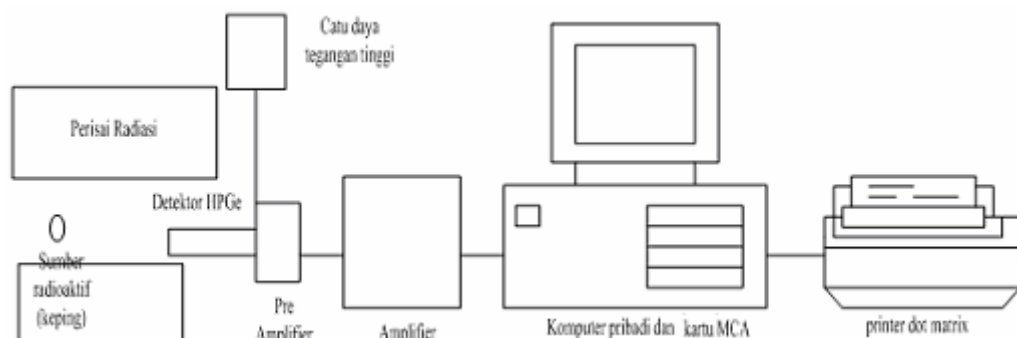 Catu daya
tegangan tinggi
Perisai Radiasi
Detektor HPGe
Sumber
radioaktif
(keping)
Pre
Amplifier
Amplifier
Komputer pribadi dan kartu MCA
printer dot matrix